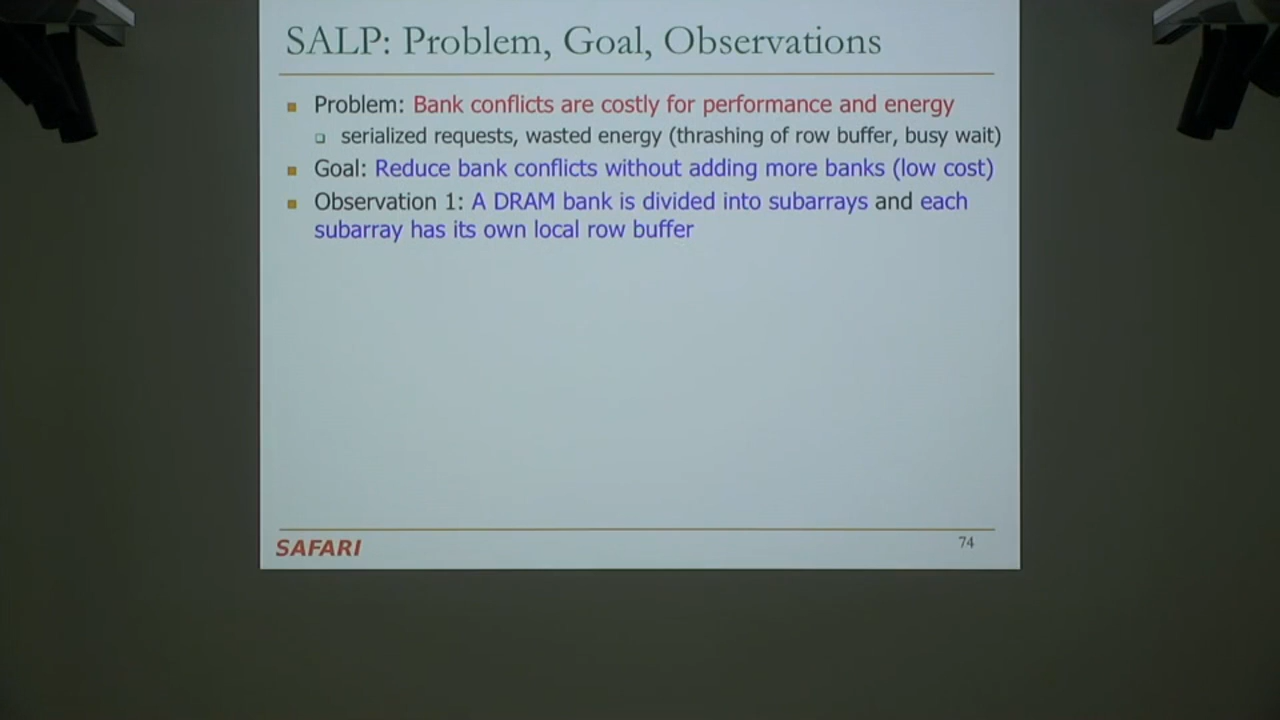 SALP: Problem, Goal, Observations
Problem: Bank conflicts are costly for performance and energy
serialized requests, wasted energy (thrashing of row buffer, busy wait)
Goal: Reduce bank conflicts without adding more banks (low cost)
Observation 1: A DRAM bank is divided into subarrays and each
subarray has its own local row buffer
SAFARI
74